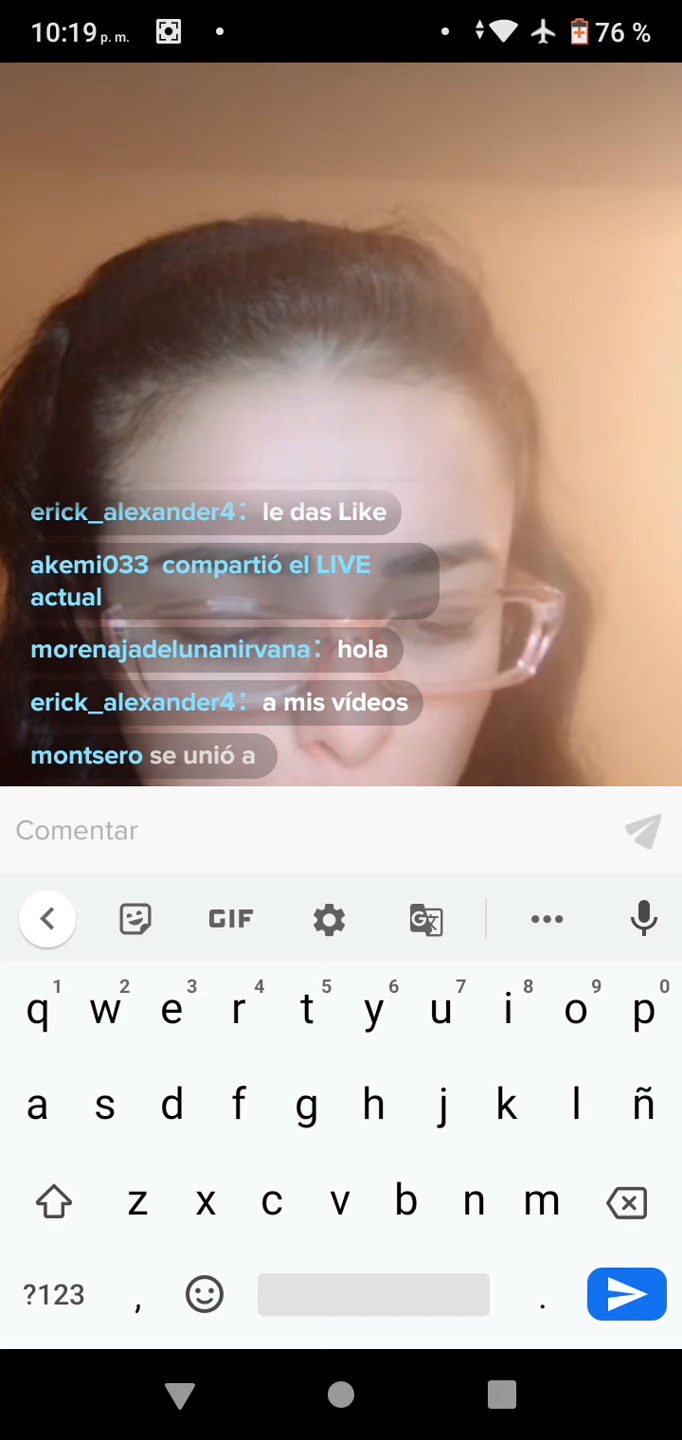 10:19 p. m.
76 %
erick_alexander4: le das Like
akemi033 compartió el LIVE
actual
morenajadelunanirvana: hola
erick_alexander4: a mis vídeos
montsero se unió a
Comentar
GIF
G
1 2 3 4 5 6 7 8 9 0
q w e r t y u i o p
a s d f g h j k l ñ
z x c v b n m
?123 , .